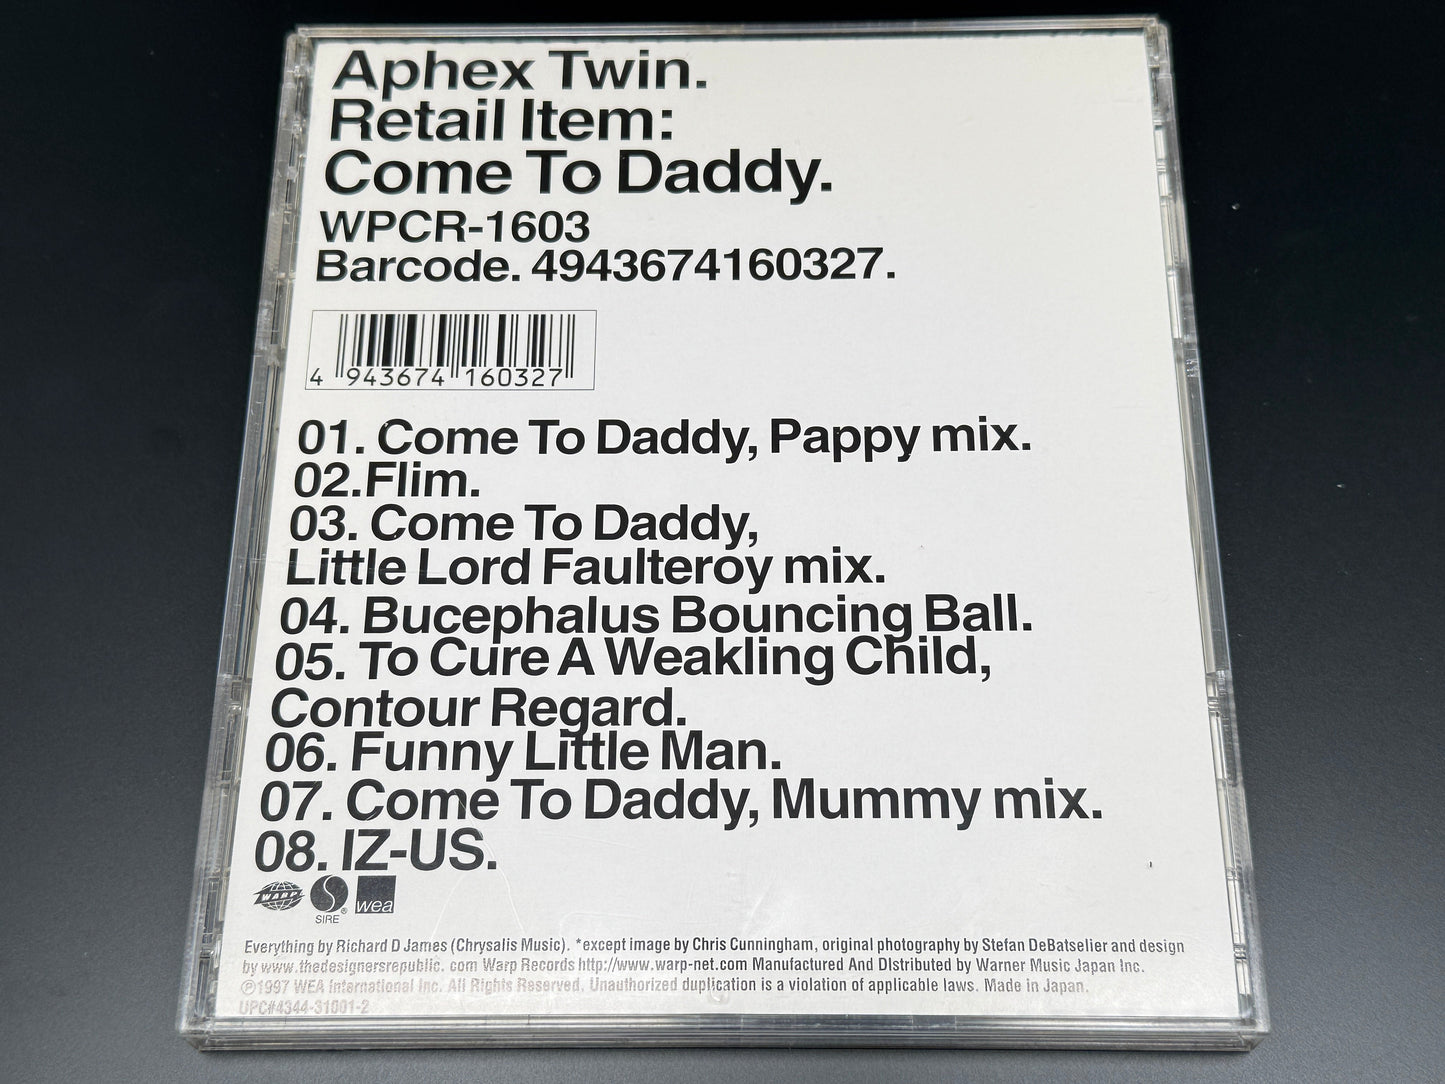 Aphex Twin.
Retail Item:
Come To Daddy.
WPCR-1603
Barcode. 4943674160327.
4 943674 160327
01. Come To Daddy, Pappy mix.
02.Flim.
03. Come To Daddy,
Little Lord Faulteroy mix.
04. Bucephalus Bouncing Ball.
05. To Cure A Weakling Child,
Contour Regard.
06. Funny Little Man.
07. Come To Daddy, Mummy mix.
08. IZ-US.
WARP SIRE® wea
Everything by Richard D James (Chrysalis Music). *except image by Chris Cunningham, original photography by Stefan DeBatselier and design
by www.thedesignersrepublic. com Warp Records http://www.warp-net.com Manufactured And Distributed by Warner Music Japan Inc.
℗1997 WEA International Inc. All Rights Reserved. Unauthorized duplication is a violation of applicable laws. Made in Japan.
UPC#4344-31001-2